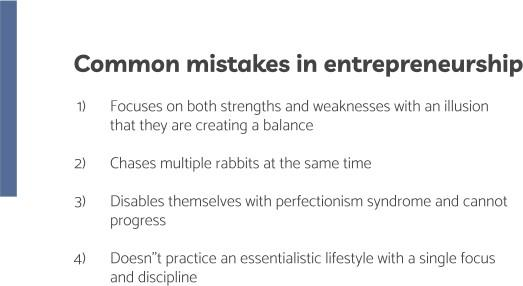 Common mistakes in entrepreneurship
1) Focuses on both strengths and weaknesses with an illusion
that they are creating a balance
2) Chases multiple rabbits at the same time
3) Disables themselves with perfectionism syndrome and cannot
progress
4) Doesn"t practice an essentialistic lifestyle with a single focus
and discipline